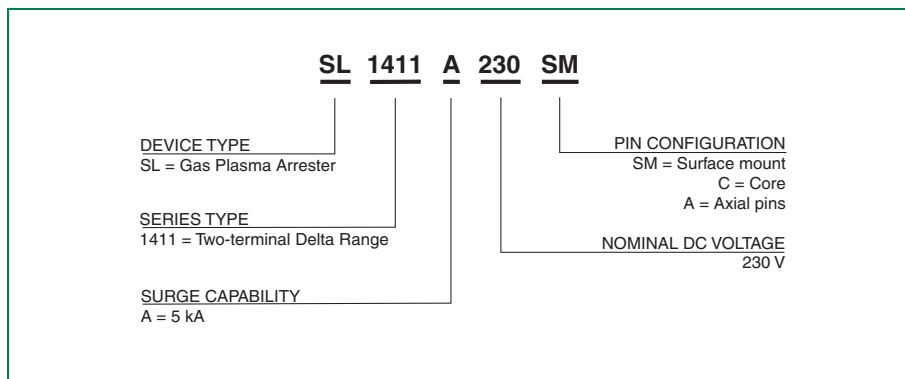 SL 1411 A 230 SM
DEVICE TYPE
SL = Gas Plasma Arrester
SERIES TYPE
1411 = Two-terminal Delta Range
SURGE CAPABILITY
A = 5 kA
PIN CONFIGURATION
SM = Surface mount
C = Core
A = Axial pins
NOMINAL DC VOLTAGE
230 V